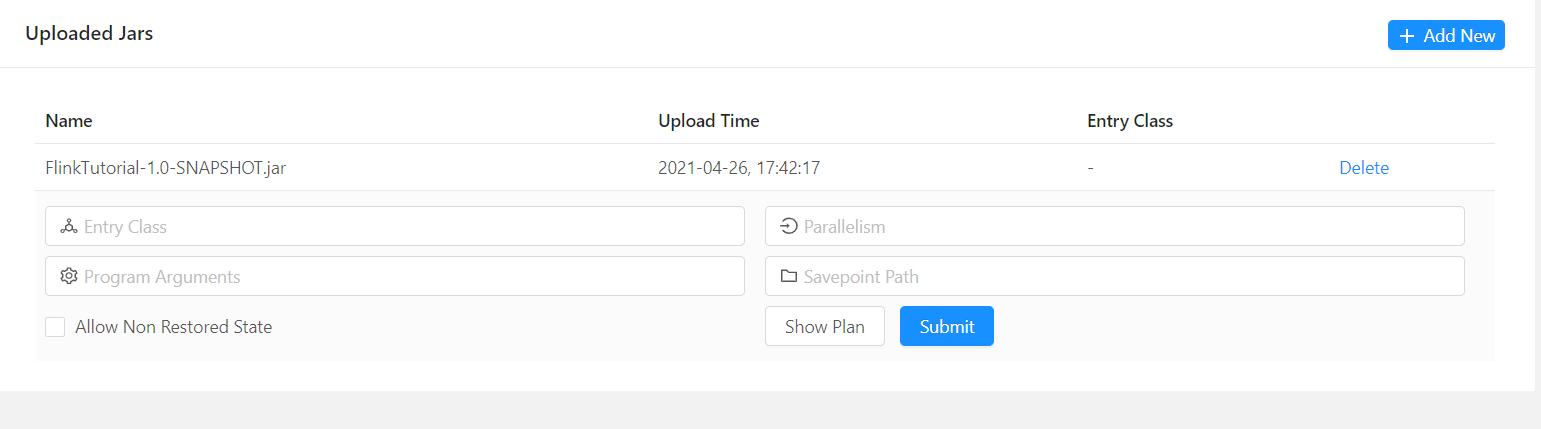 Uploaded Jars
+ Add New
Name Upload Time Entry Class
FlinkTutorial-1.0-SNAPSHOT.jar 2021-04-26, 17:42:17 - Delete
Entry Class Parallelism
Program Arguments Savepoint Path
Allow Non Restored State Show Plan Submit